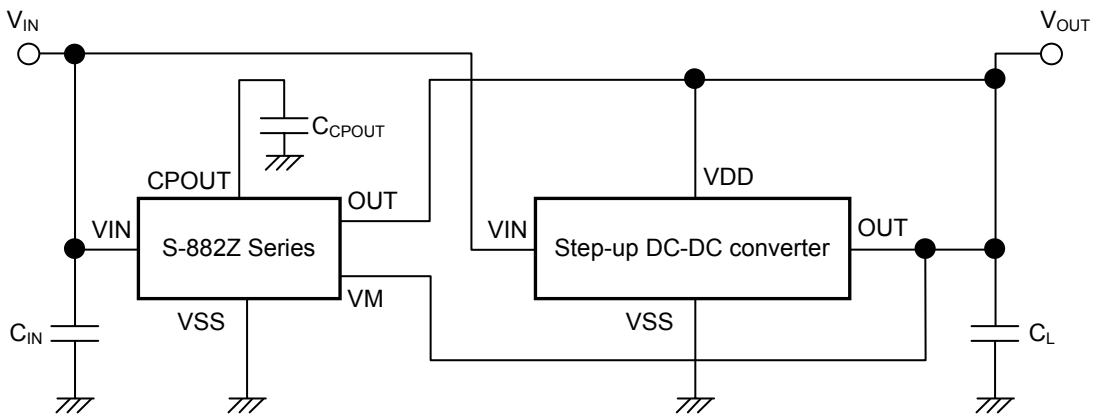 VIN
VOUT
CCPOUT
CPOUT
OUT
VDD
VIN
S-882Z Series
VIN
Step-up DC-DC converter
OUT
VM
VSS
VSS
CIN
CL